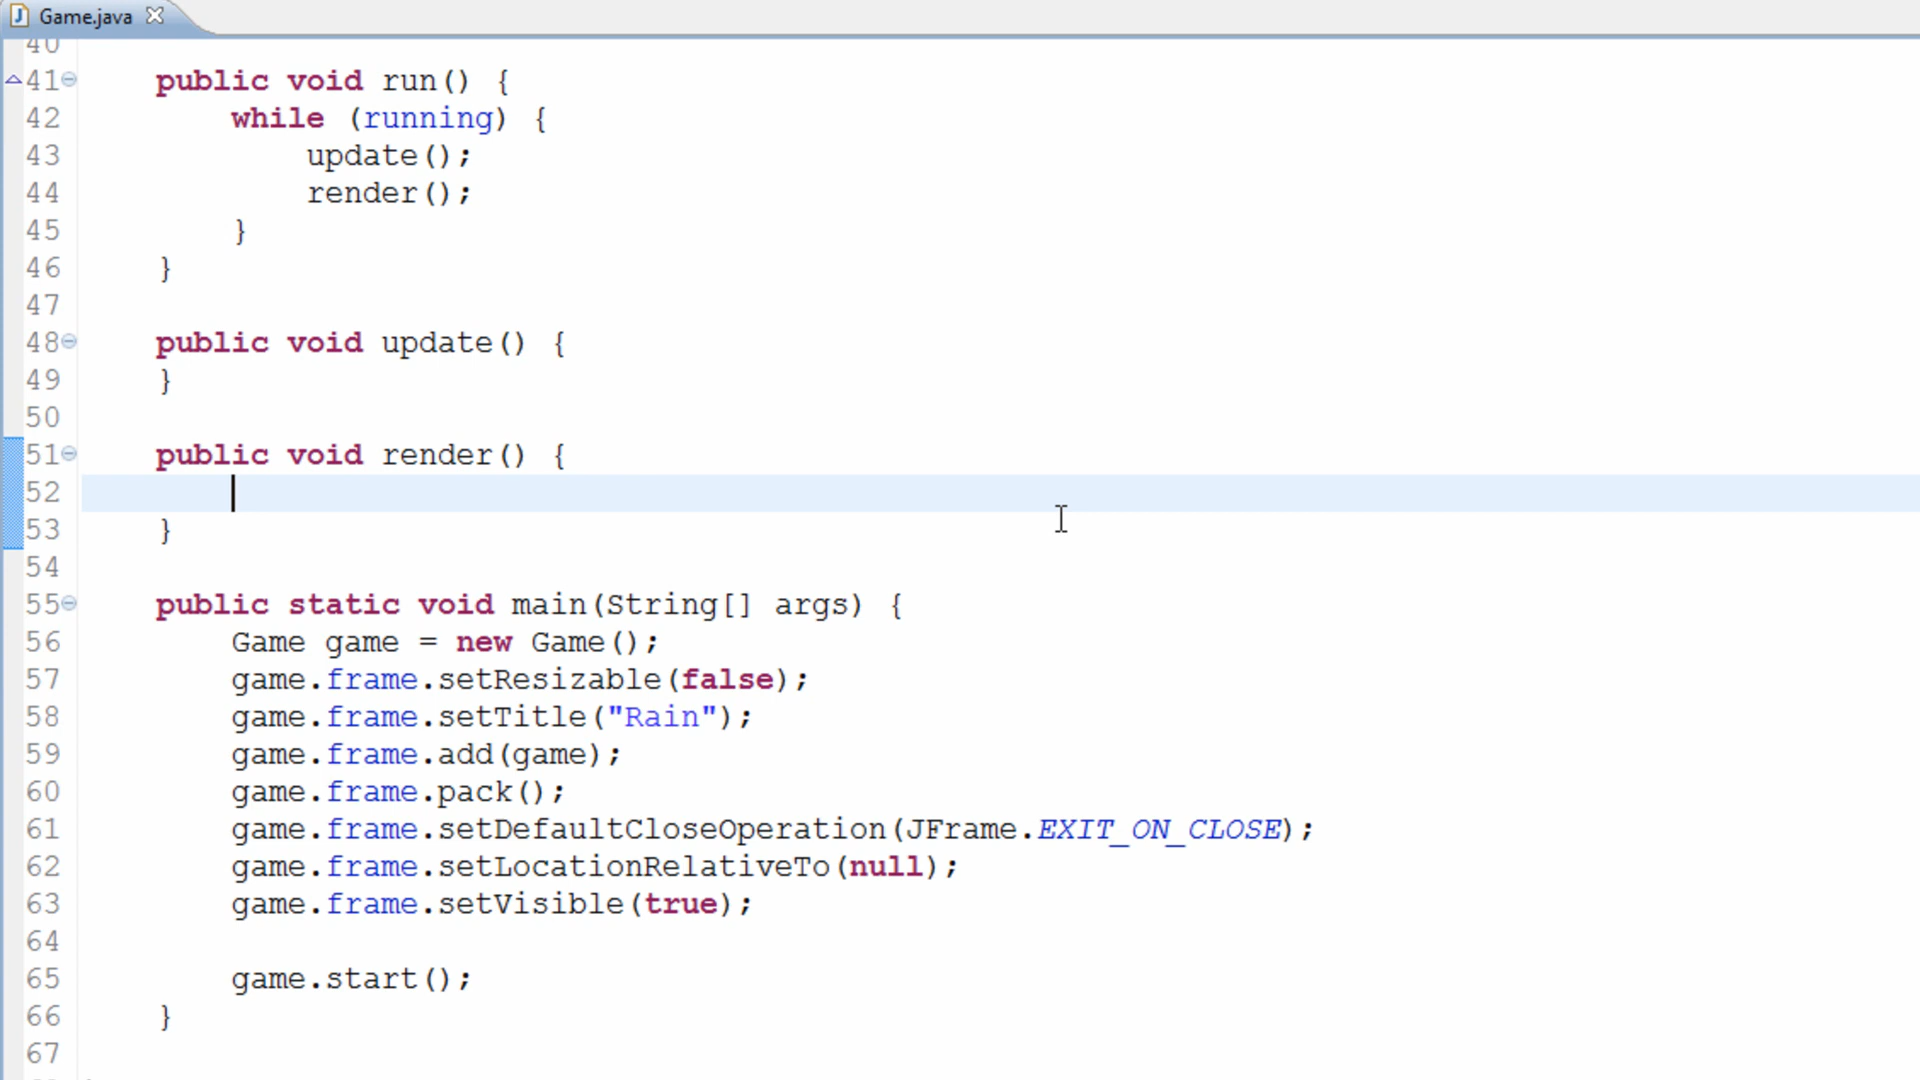 Game.java
40
41 public void run() {
42 while (running) {
43 update();
44 render();
45 }
46 }
47
48 public void update() {
49 }
50
51 public void render() {
52
53 }
54
55 public static void main(String[] args) {
56 Game game = new Game();
57 game.frame.setResizable(false);
58 game.frame.setTitle("Rain");
59 game.frame.add(game);
60 game.frame.pack();
61 game.frame.setDefaultCloseOperation(JFrame.EXIT_ON_CLOSE);
62 game.frame.setLocationRelativeTo(null);
63 game.frame.setVisible(true);
64
65 game.start();
66 }
67